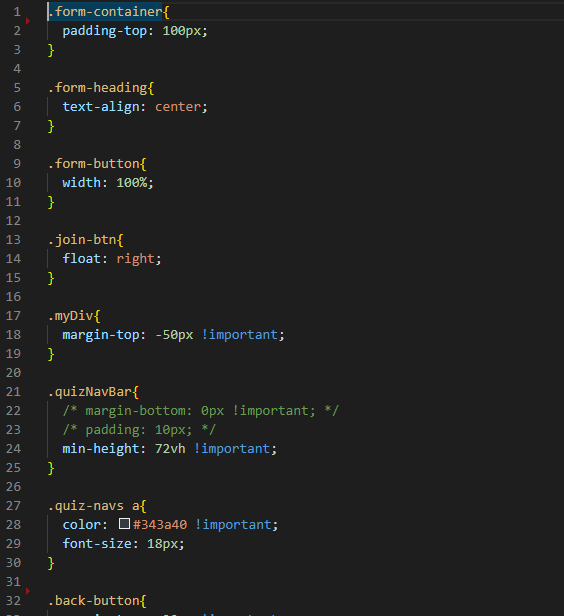 1 .form-container{
2 padding-top: 100px;
3 }
4
5 .form-heading{
6 text-align: center;
7 }
8
9 .form-button{
10 width: 100%;
11 }
12
13 .join-btn{
14 float: right;
15 }
16
17 .myDiv{
18 margin-top: -50px !important;
19 }
20
21 .quizNavBar{
22 /* margin-bottom: 0px !important; */
23 /* padding: 10px; */
24 min-height: 72vh !important;
25 }
26
27 .quiz-navs a{
28 color: #343a40 !important;
29 font-size: 18px;
30 }
31
32 .back-button{